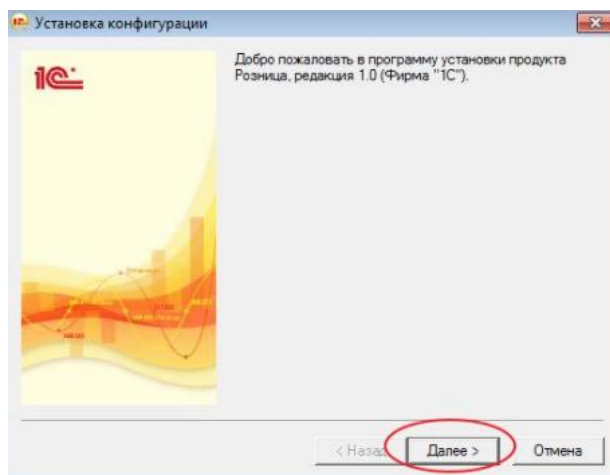 Установка конфигурации
Добро пожаловать в программу установки продукта
Розница, редакция 1.0 (Фирма "1С").
1С
< Назад
Далее >
Отмена